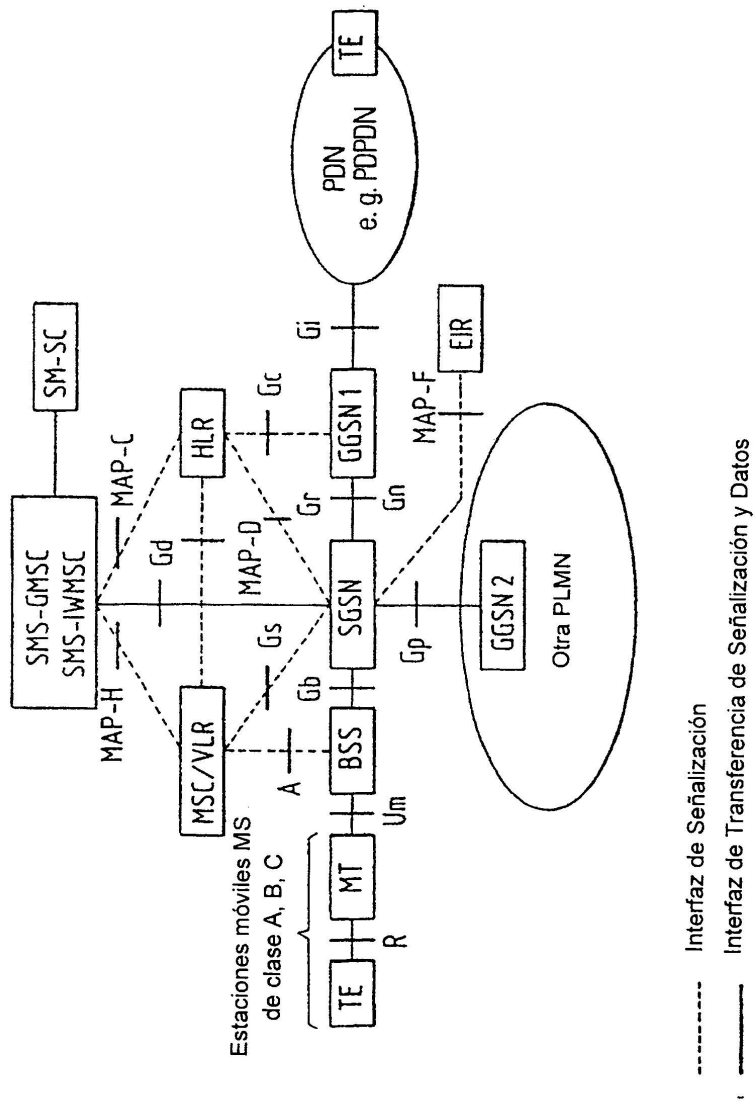 SM-SC
SMS-GMSC
SMS-IWMSC
MAP-H
MAP-C
Gd
MSC/VLR
HLR
Estaciones móviles MS
de clase A, B, C
A
Gs
MAP-D
Gr
Gc
TE
R
MT
Um
BSS
Gb
SGSN
Gn
GGSN 1
Gi
PDN
e. g. PDPDN
TE
Gp
MAP-F
EIR
GGSN 2
Otra PLMN
Interfaz de Señalización
Interfaz de Transferencia de Señalización y Datos